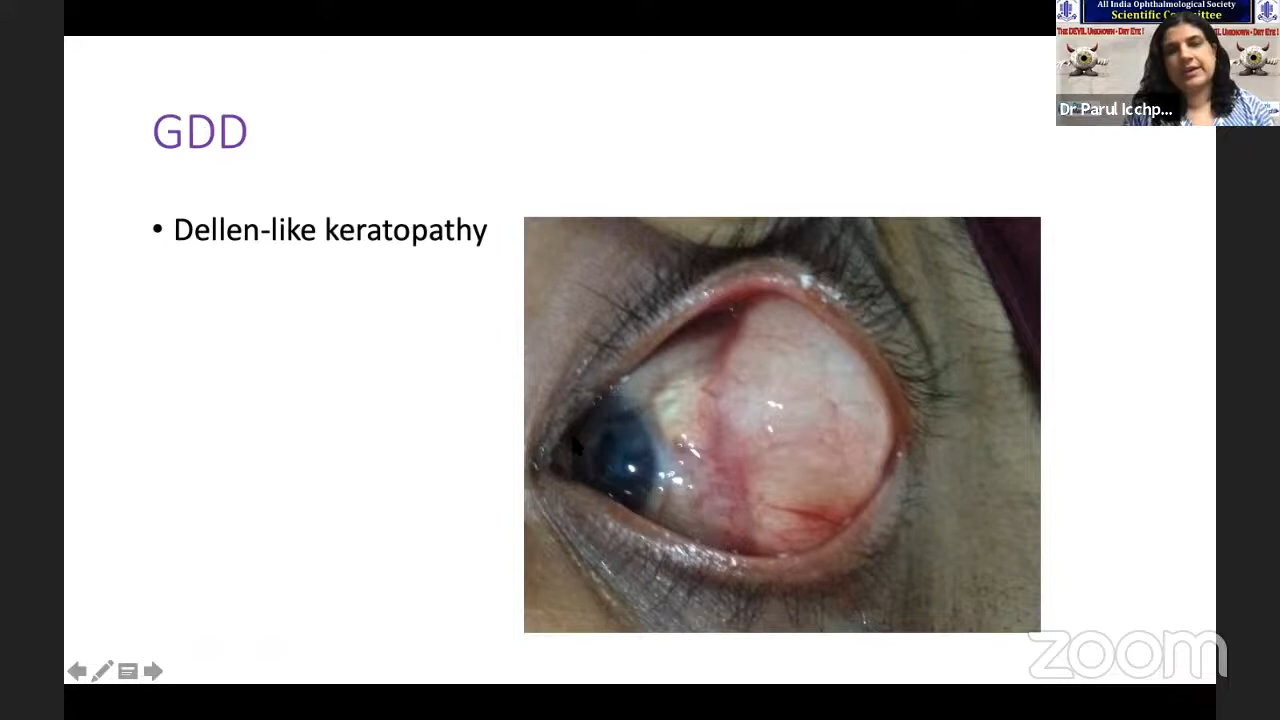 All India Ophthalmological Society
Scientific Committee
THE DEVIL UNKNOWN - DRY EYE !
Dr Parul Icchp...
GDD
• Dellen-like keratopathy
zoom